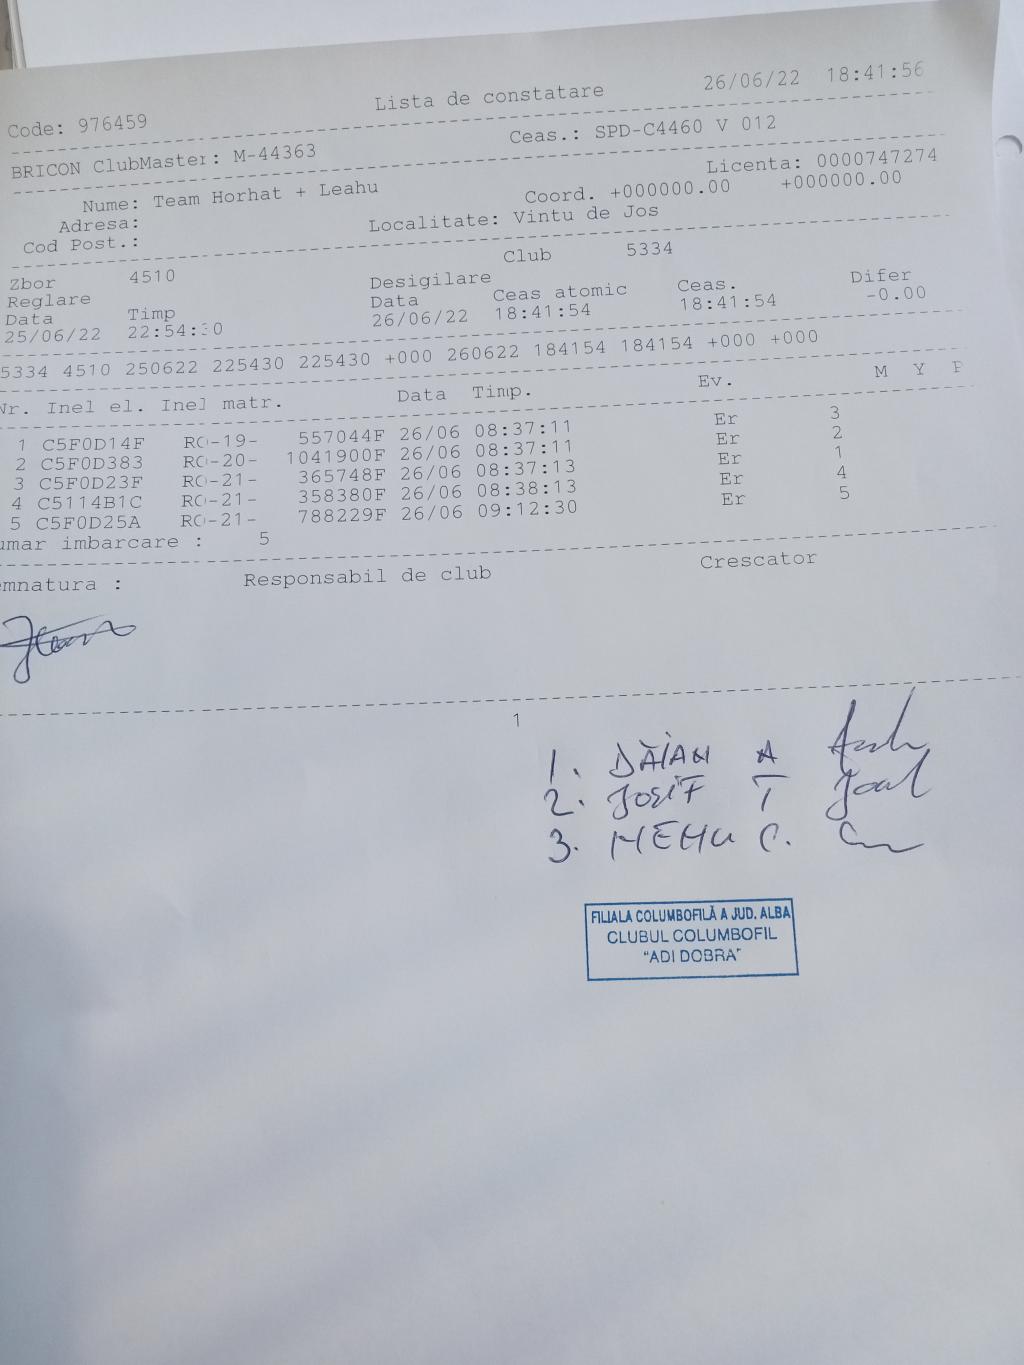 Lista de constatare 26/06/22 18:41:56
Code: 976459
BRICON ClubMaster: M-44363 Ceas.: SPD-C4460 V 012
Licenta: 0000747274
Nume: Team Horhat + Leahu Coord. +000000.00 +000000.00
Adresa:
Cod Post.: Localitate: Vintu de Jos
Club 5334
Zbor 4510 Desigilare
Reglare Data Ceas atomic Ceas. Difer
Data Timp 26/06/22 18:41:54 18:41:54 -0.00
25/06/22 22:54:30
5334 4510 250622 225430 225430 +000 260622 184154 184154 +000 +000
Nr. Inel el. Inel matr. Data Timp. Ev. M Y P
1 C5F0D14F RO-19- 557044F 26/06 08:37:11 Er 3
2 C5F0D383 RO-20- 1041900F 26/06 08:37:11 Er 2
3 C5F0D23F RO-21- 365748F 26/06 08:37:13 Er 1
4 C5114B1C RO-21- 358380F 26/06 08:38:13 Er 4
5 C5F0D25A RO-21- 788229F 26/06 09:12:30 Er 5
umar imbarcare : 5
emnatura : Responsabil de club Crescator
1
1. DĂIAN A
2. IOSIF T
3. C.
FILIALA COLUMBOFILĂ A JUD. ALBA
CLUBUL COLUMBOFIL
"ADI DOBRA"